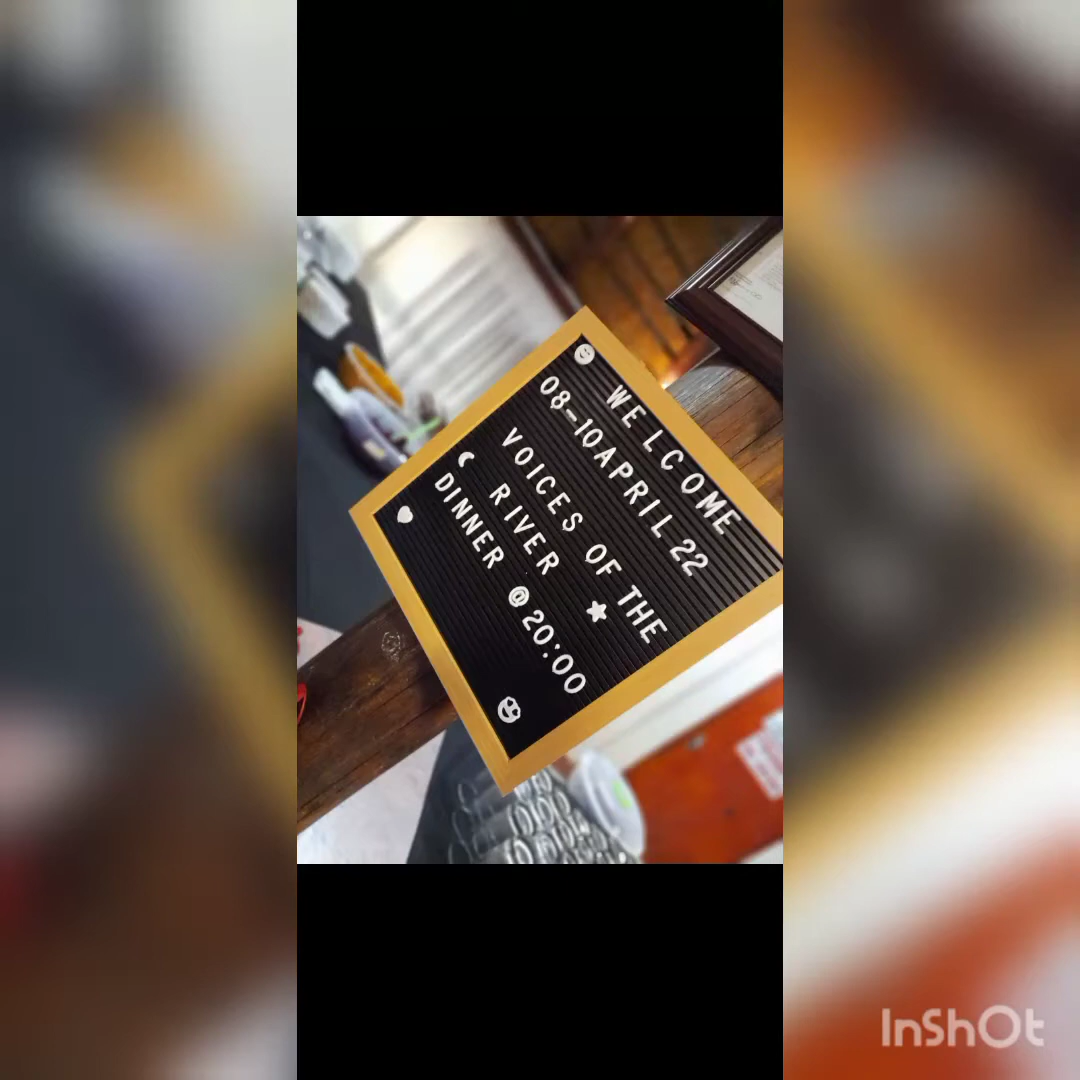 WELCOME
08-10APRIL 22
VOICES OF THE
RIVER
DINNER @20:00
InShOt